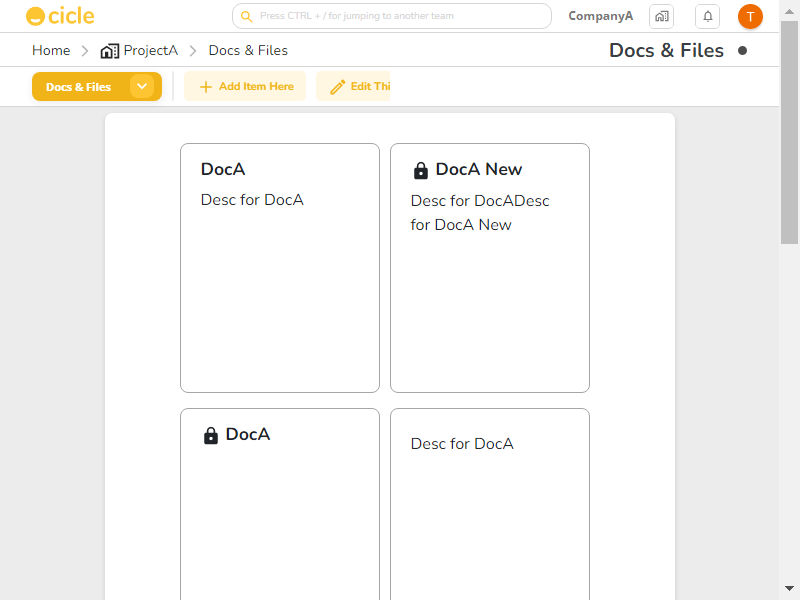 cicle
Press CTRL + / for jumping to another team
CompanyA
T
Home
ProjectA
Docs & Files
Docs & Files
Docs & Files
Add Item Here
Edit Thi
DocA
Desc for DocA
DocA New
Desc for DocADesc
for DocA New
DocA
Desc for DocA